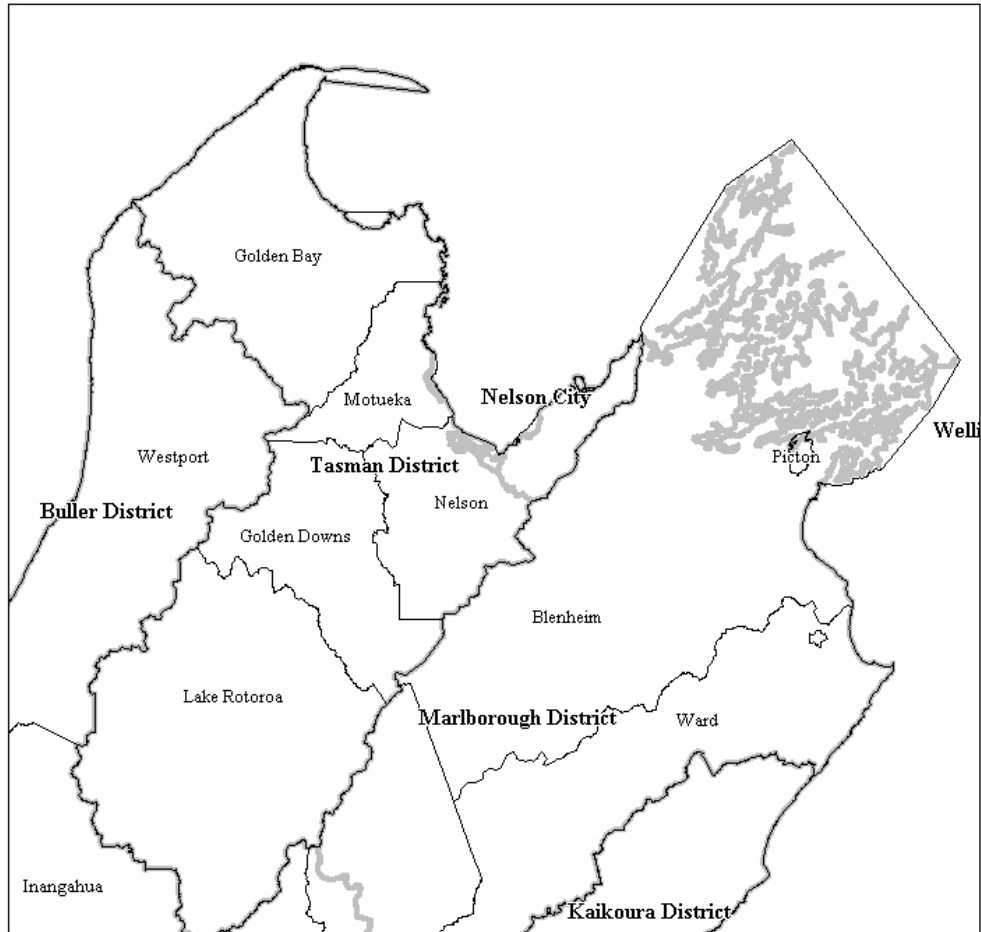 Golden Bay
Motueka
Nelson City
Welli
Westport
Tasman District
Picton
Nelson
Buller District
Golden Downs
Blenheim
Lake Rotoroa
Marlborough District
Ward
Inangahua
Kaikoura District